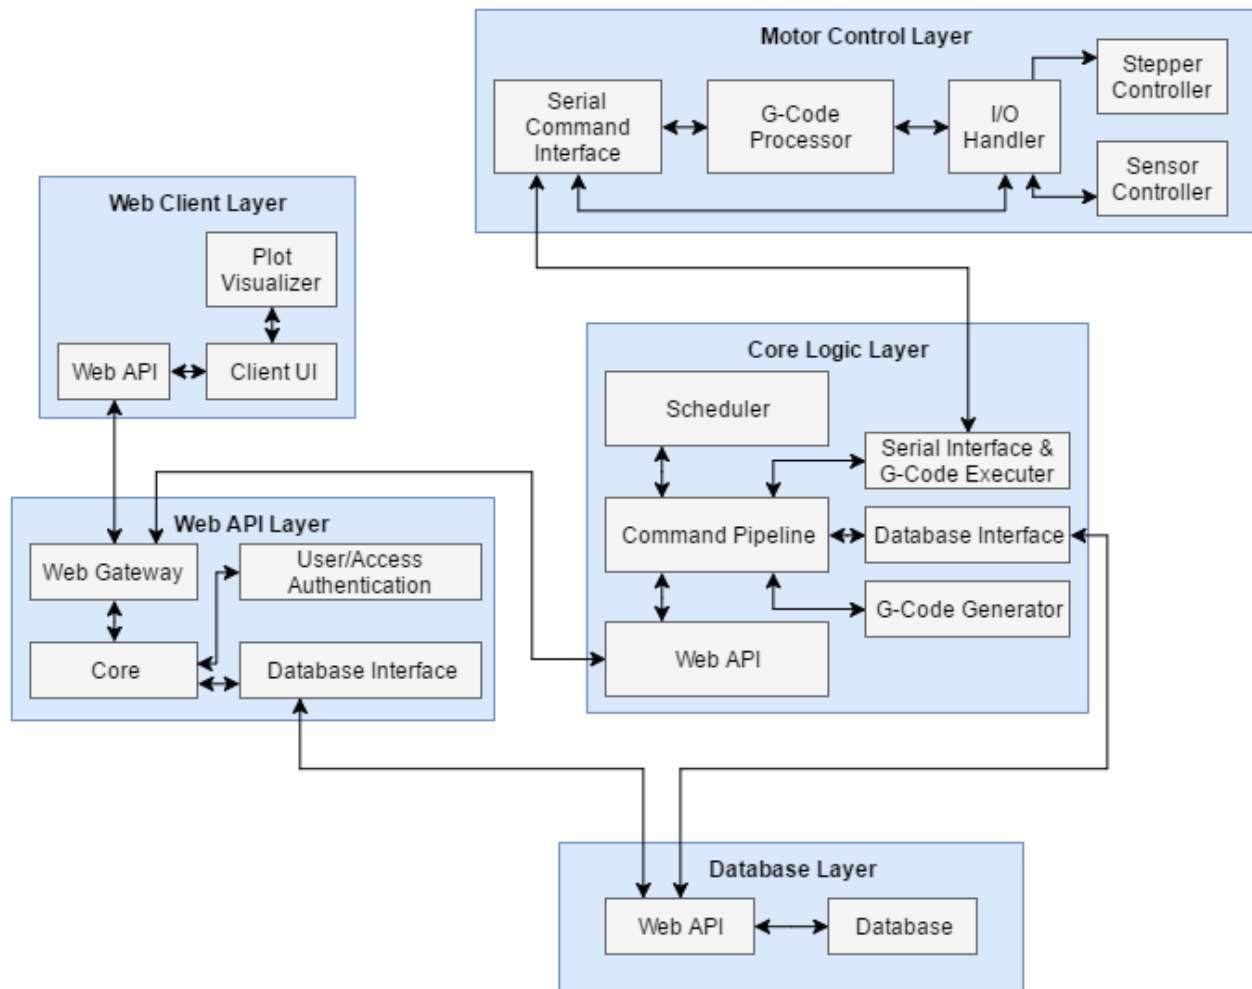 Motor Control Layer
Serial
Command
Interface
G-Code
Processor
I/O
Handler
Stepper
Controller
Sensor
Controller
Web Client Layer
Plot
Visualizer
Web API
Client UI
Core Logic Layer
Scheduler
Serial Interface &
G-Code Executer
Command Pipeline
Database Interface
G-Code Generator
Web API
Web API Layer
Web Gateway
User/Access
Authentication
Core
Database Interface
Database Layer
Web API
Database